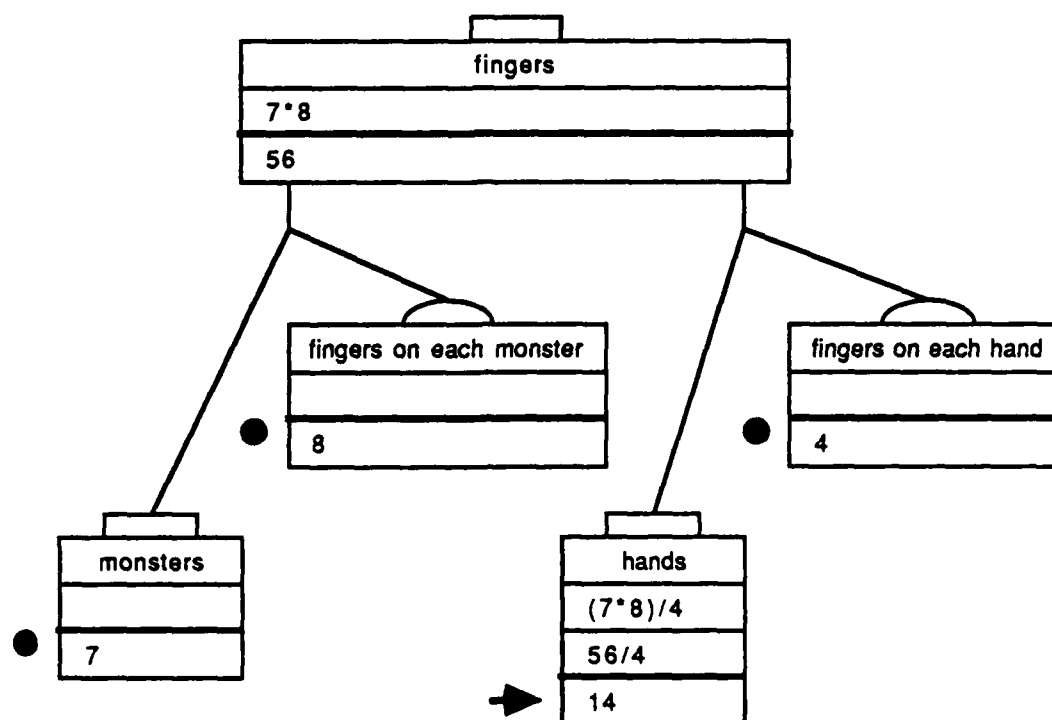 fingers
7*8
56
fingers on each monster
8
fingers on each hand
4
monsters
7
hands
(7*8)/4
56/4
14